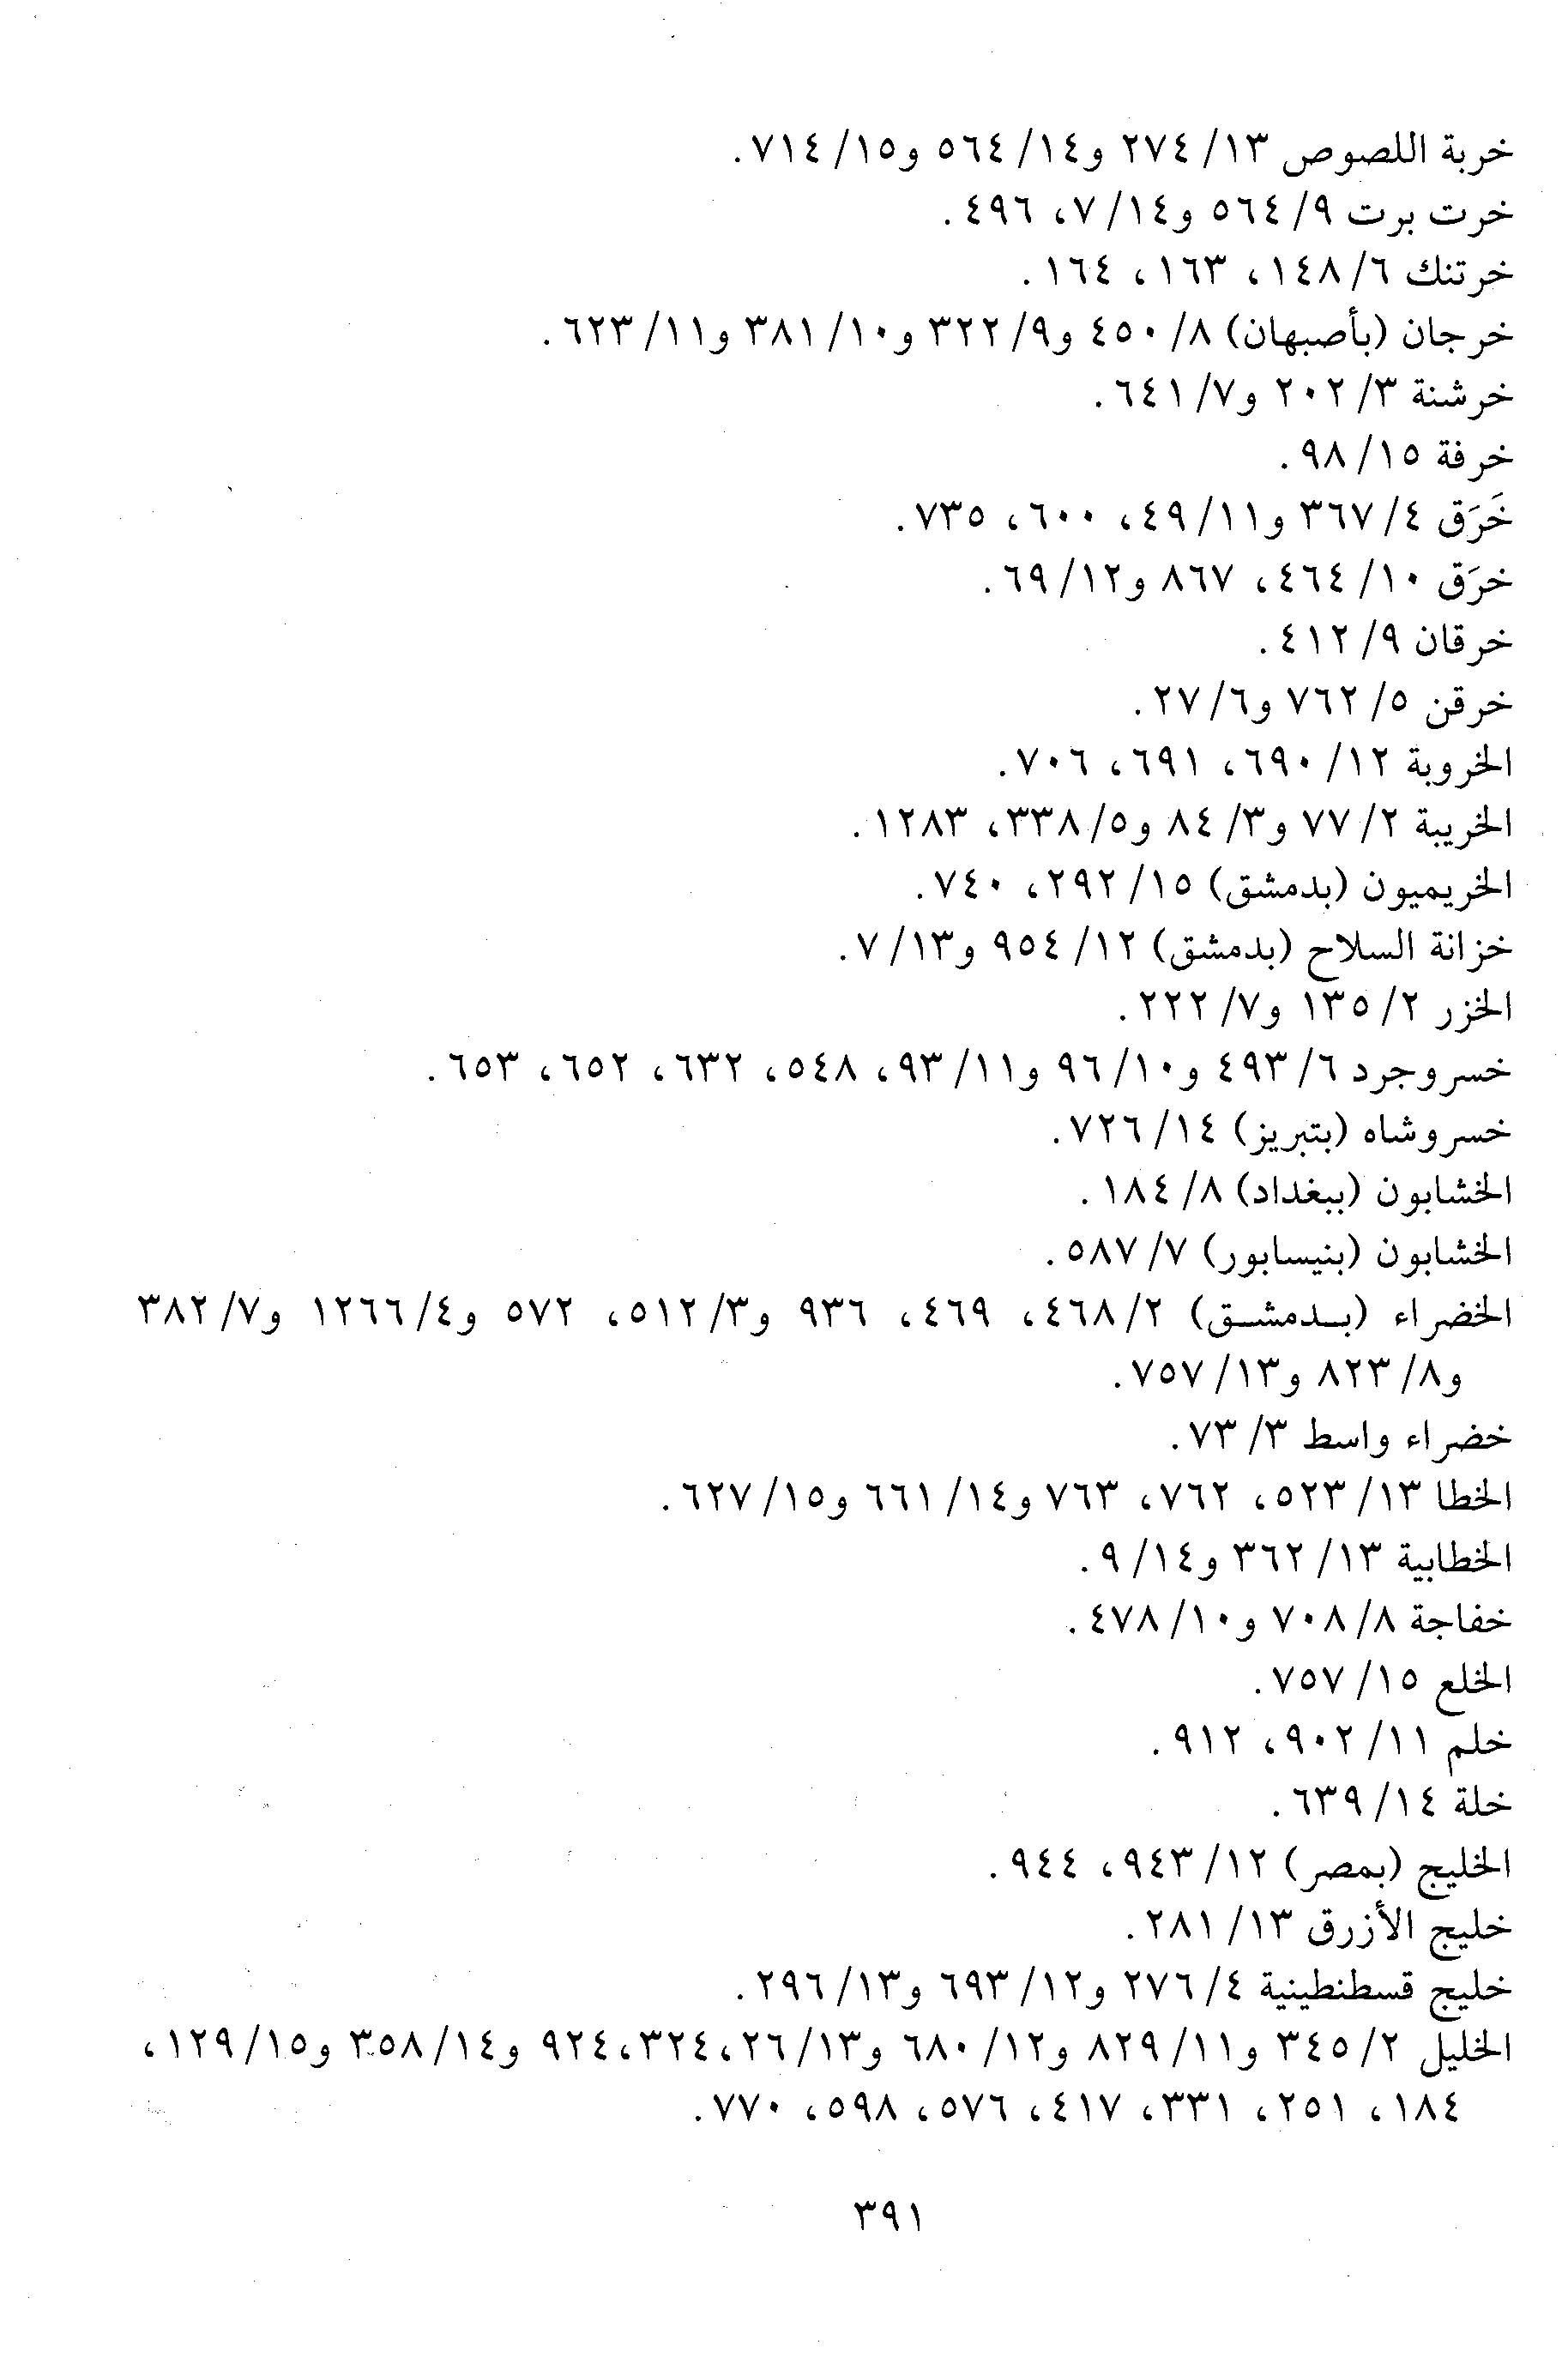 خربة اللصوص ١٣/ ٢٧٤ و١٤/ ٥٦٤ و١٥/ ٧١٤.
خرت برت ٩/ ٥٦٤ و١٤/ ٧، ٤٩٦.
خرتنك ٦/ ١٤٨، ١٦٣، ١٦٤.
خرجان (بأصبهان) ٨/ ٤٥٠ و٩/ ٣٢٢ و١٠/ ٣٨١ و١١/ ٦٢٣.
خرشنة ٣/ ٢٠٢ و٧/ ٦٤١.
خرفة ١٥/ ٩٨.
خَرَق ٤/ ٣٦٧ و١١/ ٤٩، ٦٠٠، ٧٣٥.
خرَق ١٠/ ٤٦٤، ٨٦٧ و١٢/ ٦٩.
خرقان ٩/ ٤١٢.
خرقن ٥/ ٧٦٢ و٦/ ٢٧.
الخروبة ١٢/ ٦٩٠، ٦٩١، ٧٠٦.
الخريبة ٢/ ٧٧ و٣/ ٨٤ و٥/ ٣٣٨، ١٢٨٣.
الخريميون (بدمشق) ١٥/ ٢٩٢، ٧٤٠.
خزانة السلاح (بدمشق) ١٢/ ٩٥٤ و١٣/ ٧.
الخزر ٢/ ١٣٥ و٧/ ٢٢٢.
خسروجرد ٦/ ٤٩٣ و١٠/ ٩٦ و١١/ ٩٣، ٥٤٨، ٦٣٢، ٦٥٢، ٦٥٣.
خسروشاه (بتبريز) ١٤/ ٧٢٦.
الخشابون (ببغداد) ٨/ ١٨٤.
الخشابون (بنيسابور) ٧/ ٥٨٧.
الخضراء (بـدمشـق) ٢/ ٤٦٨، ٤٦٩، ٩٣٦ و٣/ ٥١٢، ٥٧٢ و٤/ ١٢٦٦ و٧/ ٣٨٢
و٨/ ٨٢٣ و١٣/ ٧٥٧.
خضراء واسط ٣/ ٧٣.
الخطا ١٣/ ٥٢٣، ٧٦٢، ٧٦٣ و١٤/ ٦٦١ و١٥/ ٦٢٧.
الخطابية ١٣/ ٣٦٢ و١٤/ ٩.
خفاجة ٨/ ٧٠٨ و١٠/ ٤٧٨.
الخلع ١٥/ ٧٥٧.
خلم ١١/ ٩٠٢، ٩١٢.
خلة ١٤/ ٦٣٩.
الخليج (بمصر) ١٢/ ٩٤٣، ٩٤٤.
خليج الأزرق ١٣/ ٢٨١.
خليج قسطنطينية ٤/ ٢٧٦ و١٢/ ٦٩٣ و١٣/ ٢٩٦.
الخليل ٢/ ٣٤٥ و١١/ ٨٢٩ و١٢/ ٦٨٠ و١٣/ ٢٦، ٣٢٤، ٩٢٤ و١٤/ ٣٥٨ و١٥/ ١٢٩،
١٨٤، ٢٥١، ٣٣١، ٤١٧، ٥٧٦، ٥٩٨، ٧٧٠.
٣٩١